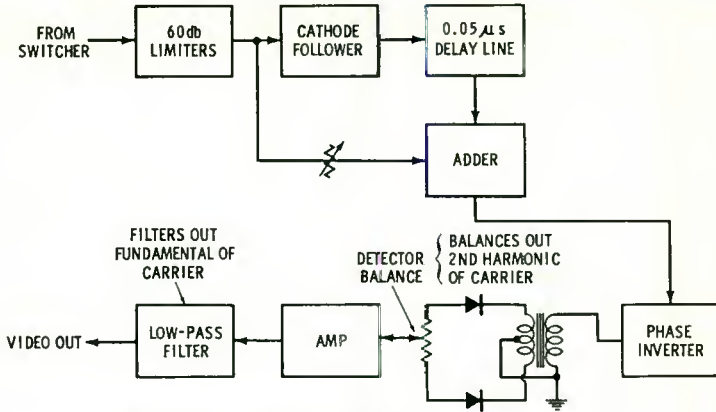 FROM
SWITCHER
60db
LIMITERS
CATHODE
FOLLOWER
0.05μs
DELAY LINE
ADDER
FILTERS OUT
FUNDAMENTAL OF
CARRIER
DETECTOR
BALANCE
BALANCES OUT
2ND HARMONIC
OF CARRIER
VIDEO OUT
LOW-PASS
FILTER
AMP
PHASE
INVERTER